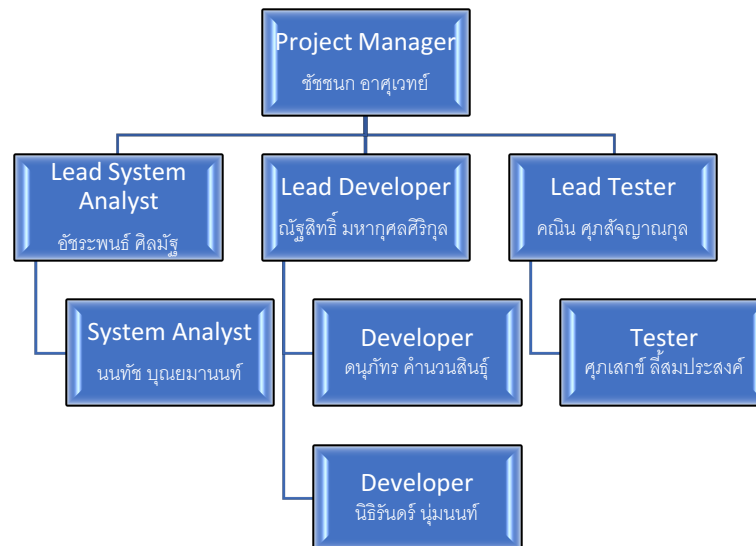 Project Manager
ชัชชนก อาศุเวทย์
Lead System
Analyst
อัชระพนธ์ ศิลมัฐ
Lead Developer
ณัฐสิทธิ์ มหากุศลศิริกุล
Lead Tester
คณิน ศุภสัจญาณกุล
System Analyst
นนทัช บุณยมานนท์
Developer
ดนุภัทร คำนวนสินธุ์
Tester
ศุภเสกข์ ลี้สมประสงค์
Developer
นิธิรันดร์ นุ่มนนท์